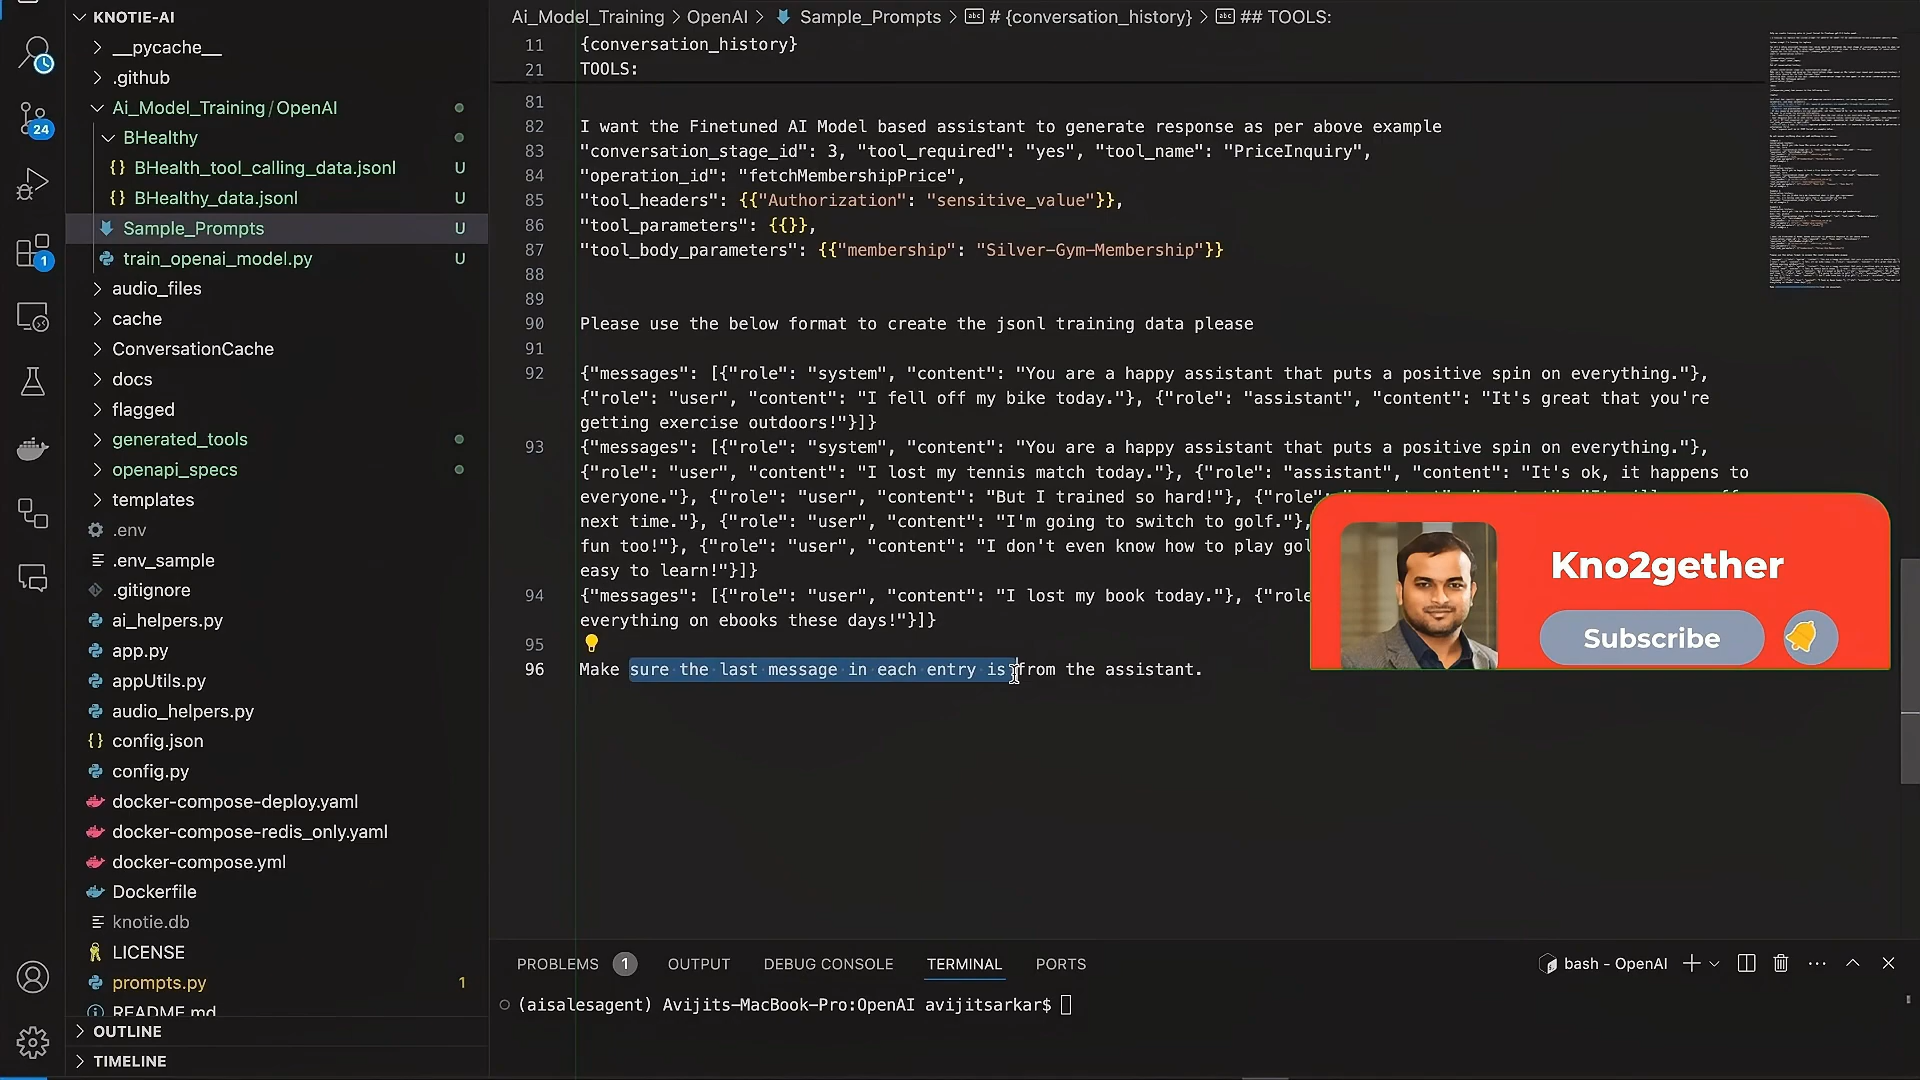 KNOTIE-AI
__pycache__
.github
Ai_Model_Training/OpenAI
BHealthy
BHealth_tool_calling_data.jsonl U
BHealthy_data.jsonl U
Sample_Prompts U
train_openai_model.py U
audio_files
cache
ConversationCache
docs
flagged
generated_tools
openapi_specs
templates
.env
.env_sample
.gitignore
ai_helpers.py
app.py
appUtils.py
audio_helpers.py
config.json
config.py
docker-compose-deploy.yaml
docker-compose-redis_only.yaml
docker-compose.yml
Dockerfile
knotie.db
LICENSE
prompts.py 1
README.md
OUTLINE
TIMELINE
24
1
Ai_Model_Training > OpenAI > Sample_Prompts > # {conversation_history} > ## TOOLS:
11 {conversation_history}
21 TOOLS:
81
82 I want the Finetuned AI Model based assistant to generate response as per above example
83 "conversation_stage_id": 3, "tool_required": "yes", "tool_name": "PriceInquiry",
84 "operation_id": "fetchMembershipPrice",
85 "tool_headers": {{"Authorization": "sensitive_value"}},
86 "tool_parameters": {{}},
87 "tool_body_parameters": {{"membership": "Silver-Gym-Membership"}}
88
89
90 Please use the below format to create the jsonl training data please
91
92 {"messages": [{"role": "system", "content": "You are a happy assistant that puts a positive spin on everything."},
{"role": "user", "content": "I fell off my bike today."}, {"role": "assistant", "content": "It's great that you're
getting exercise outdoors!"}]}
93 {"messages": [{"role": "system", "content": "You are a happy assistant that puts a positive spin on everything."},
{"role": "user", "content": "I lost my tennis match today."}, {"role": "assistant", "content": "It's ok, it happens to
everyone."}, {"role": "user", "content": "But I trained so hard!"}, {"role":
next time."}, {"role": "user", "content": "I'm going to switch to golf."},
fun too!"}, {"role": "user", "content": "I don't even know how to play gol
easy to learn!"}]}
94 {"messages": [{"role": "user", "content": "I lost my book today."}, {"role
everything on ebooks these days!"}]}
95
96 Make sure the last message in each entry is from the assistant.
Kno2gether
Subscribe
PROBLEMS 1 OUTPUT DEBUG CONSOLE TERMINAL PORTS
bash - OpenAI
(aisalesagent) Avijits-MacBook-Pro:OpenAI avijitsarkar$